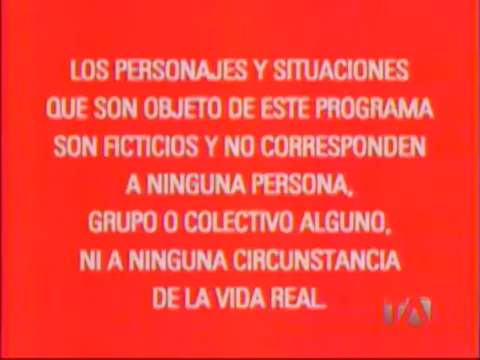 LOS PERSONAJES Y SITUACIONES
QUE SON OBJETO DE ESTE PROGRAMA
SON FICTICIOS Y NO CORRESPONDEN
A NINGUNA PERSONA,
GRUPO O COLECTIVO ALGUNO,
NI A NINGUNA CIRCUNSTANCIA
DE LA VIDA REAL.